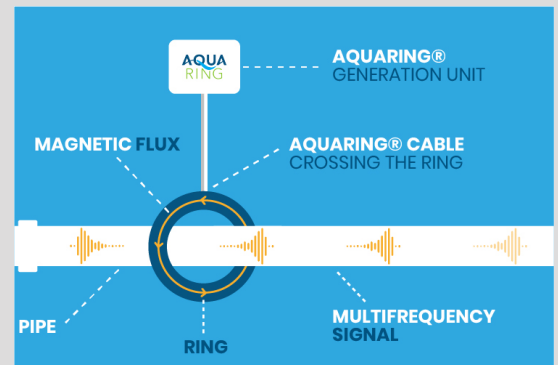 AQUA
RING
AQUARING®
GENERATION UNIT
MAGNETIC FLUX
AQUARING® CABLE
CROSSING THE RING
PIPE
RING
MULTIFREQUENCY
SIGNAL